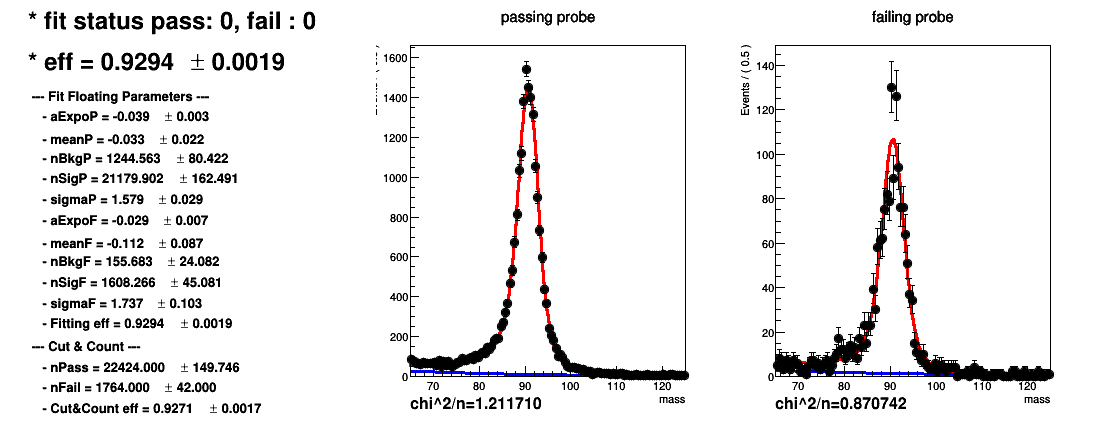 * fit status pass: 0, fail : 0
* eff = 0.9294 ± 0.0019
--- Fit Floating Parameters ---
- aExpoP = -0.039 ± 0.003
- meanP = -0.033 ± 0.022
- nBkgP = 1244.563 ± 80.422
- nSigP = 21179.902 ± 162.491
- sigmaP = 1.579 ± 0.029
- aExpoF = -0.029 ± 0.007
- meanF = -0.112 ± 0.087
- nBkgF = 155.683 ± 24.082
- nSigF = 1608.266 ± 45.081
- sigmaF = 1.737 ± 0.103
- Fitting eff = 0.9294 ± 0.0019
--- Cut & Count ---
- nPass = 22424.000 ± 149.746
- nFail = 1764.000 ± 42.000
- Cut&Count eff = 0.9271 ± 0.0017
passing probe
1600
1400
1200
1000
800
600
400
200
0
70 80 90 100 110 120
mass
chi^2/n=1.211710
failing probe
Events / ( 0.5 )
140
120
100
80
60
40
20
0
70 80 90 100 110 120
mass
chi^2/n=0.870742